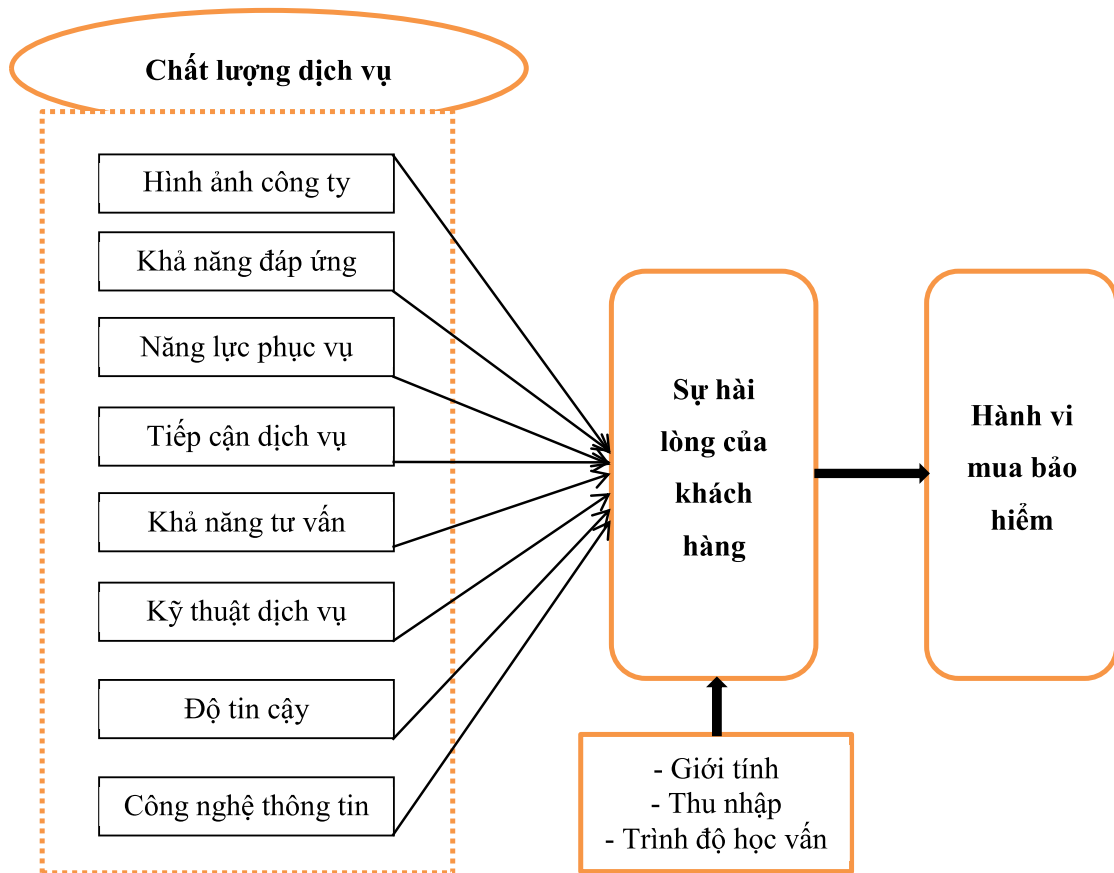 Chất lượng dịch vụ
Hình ảnh công ty
Khả năng đáp ứng
Năng lực phục vụ
Tiếp cận dịch vụ
Khả năng tư vấn
Kỹ thuật dịch vụ
Độ tin cậy
Công nghệ thông tin
Sự hài
lòng của
khách
hàng
Hành vi
mua bảo
hiểm
- Giới tính
- Thu nhập
- Trình độ học vấn